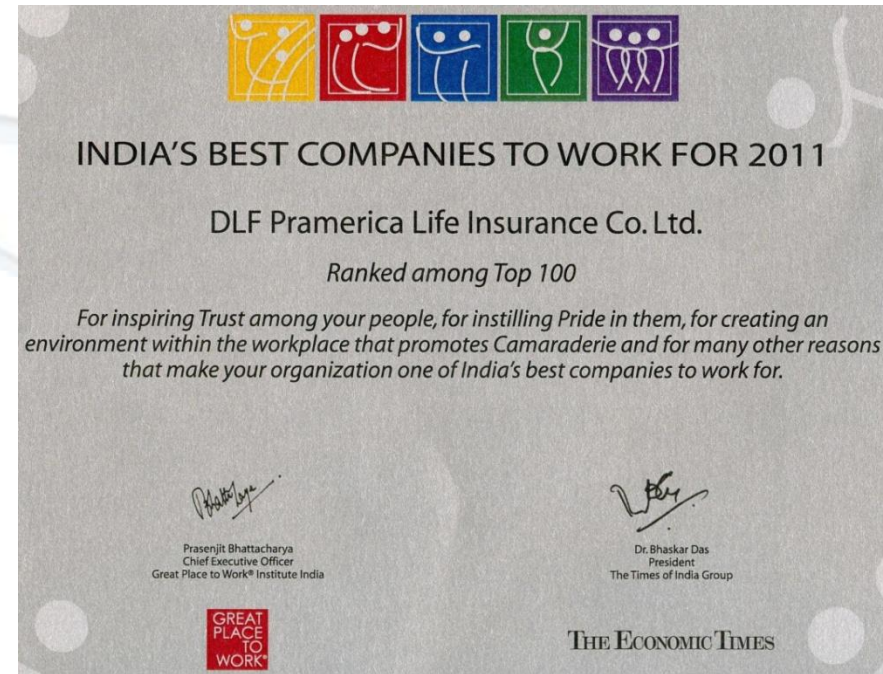 INDIA'S BEST COMPANIES TO WORK FOR 2011
DLF Pramerica Life Insurance Co. Ltd.
Ranked among Top 100
For inspiring Trust among your people, for instilling Pride in them, for creating an
environment within the workplace that promotes Camaraderie and for many other reasons
that make your organization one of India's best companies to work for.
Prasenjit Bhattacharya
Chief Executive Officer
Great Place to Work® Institute India
Dr. Bhaskar Das
President
The Times of India Group
GREAT
PLACE
TO
WORK®
THE ECONOMIC TIMES